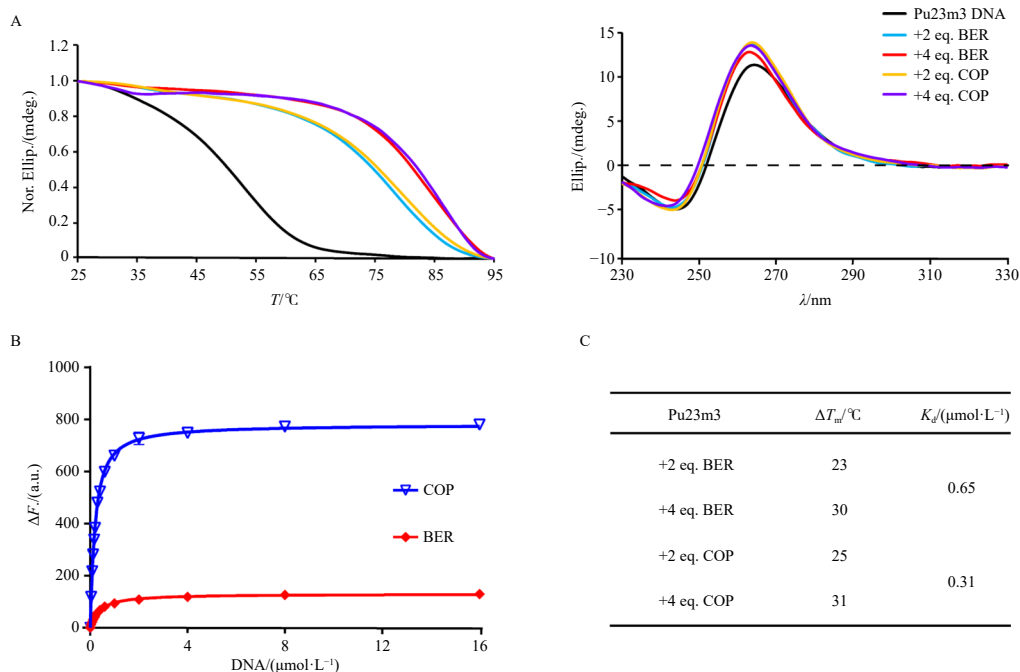 A
Nor. Ellip./(mdeg.)
1.2
1.0
0.8
0.6
0.4
0.2
0
25 35 45 55 65 75 85 95
T/℃
Ellip./(mdeg.)
15
10
5
0
−5
−10
230 250 270 290 310 330
λ/nm
Pu23m3 DNA
+2 eq. BER
+4 eq. BER
+2 eq. COP
+4 eq. COP
B
ΔF./(a.u.)
1000
800
600
400
200
0
0 4 8 12 16
DNA/(μmol·L⁻¹)
COP
BER
C
Pu23m3 ΔTm/℃ Kd/(μmol·L⁻¹)
+2 eq. BER 23
0.65
+4 eq. BER 30
+2 eq. COP 25
0.31
+4 eq. COP 31